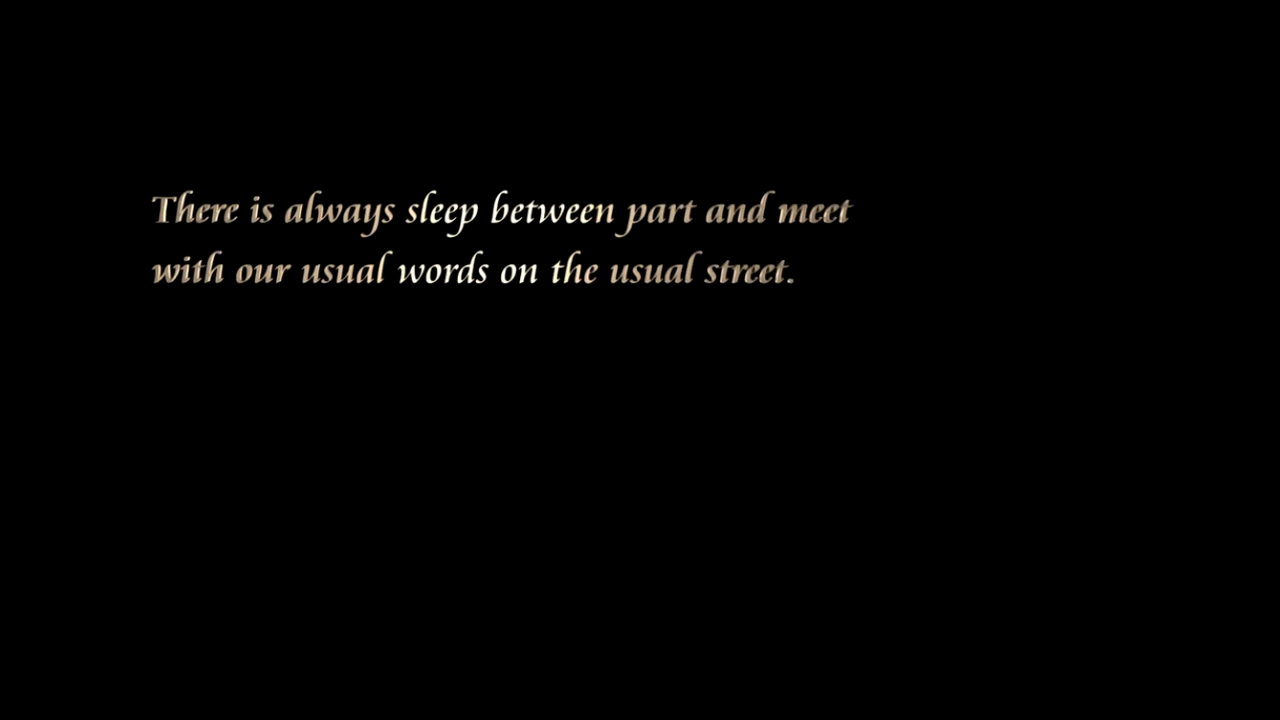 There is always sleep between part and meet
with our usual words on the usual street.